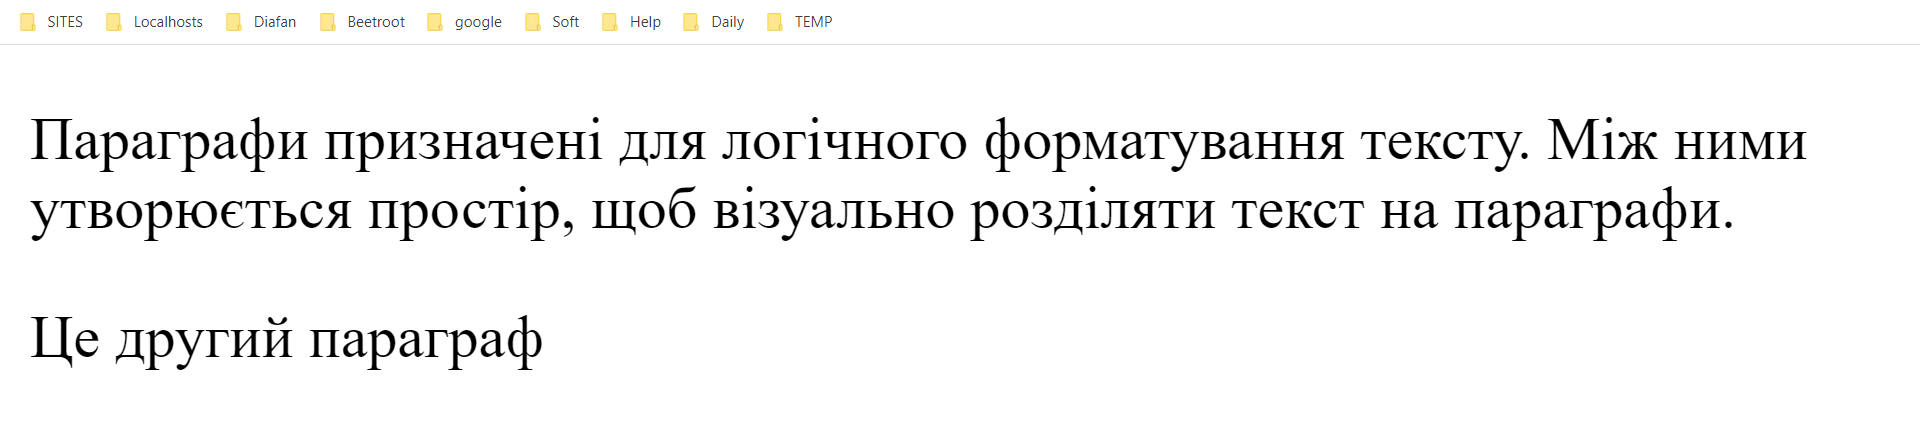 SITES Localhosts Diafan Beetroot google Soft Help Daily TEMP
Параграфи призначені для логічного форматування тексту. Між ними
утворюється простір, щоб візуально розділяти текст на параграфи.
Це другий параграф